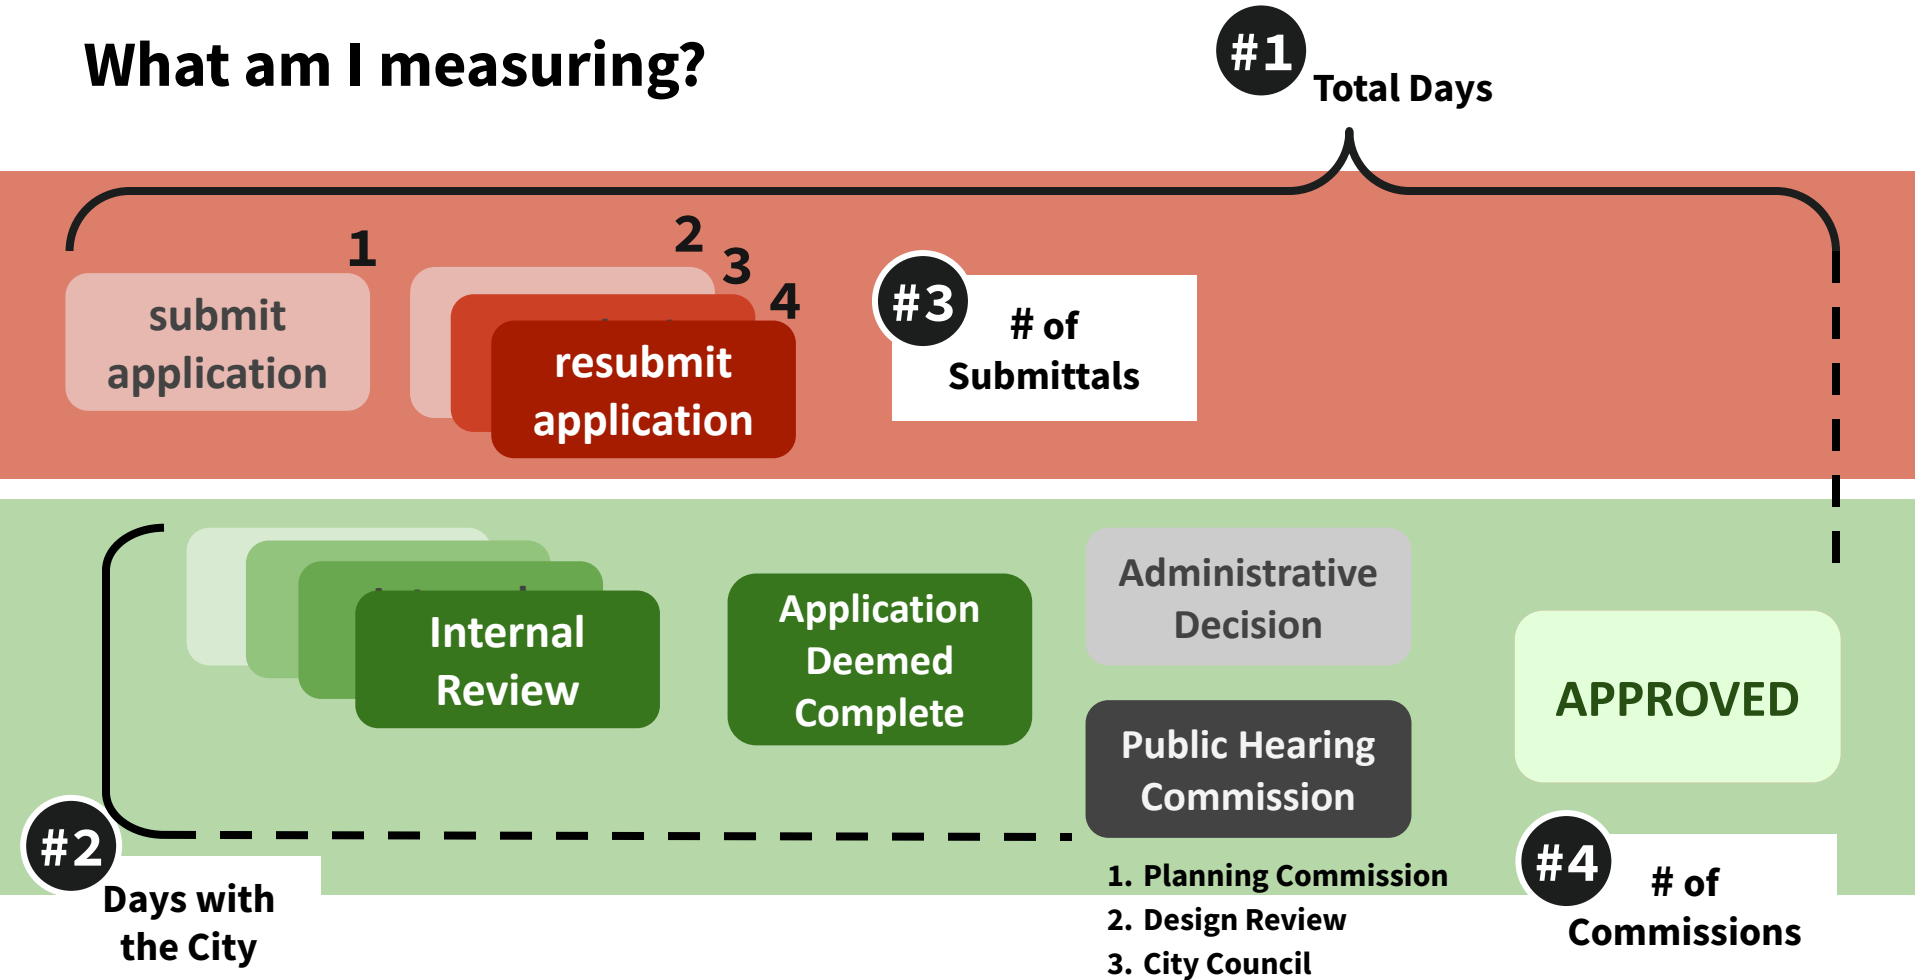 What am I measuring?
#1
Total Days
1
2
3
4
submit
application
resubmit
application
#3
# of
Submittals
Internal
Review
Application
Deemed
Complete
Administrative
Decision
Public Hearing
Commission
APPROVED
#2
Days with
the City
1. Planning Commission
2. Design Review
3. City Council
#4
# of
Commissions